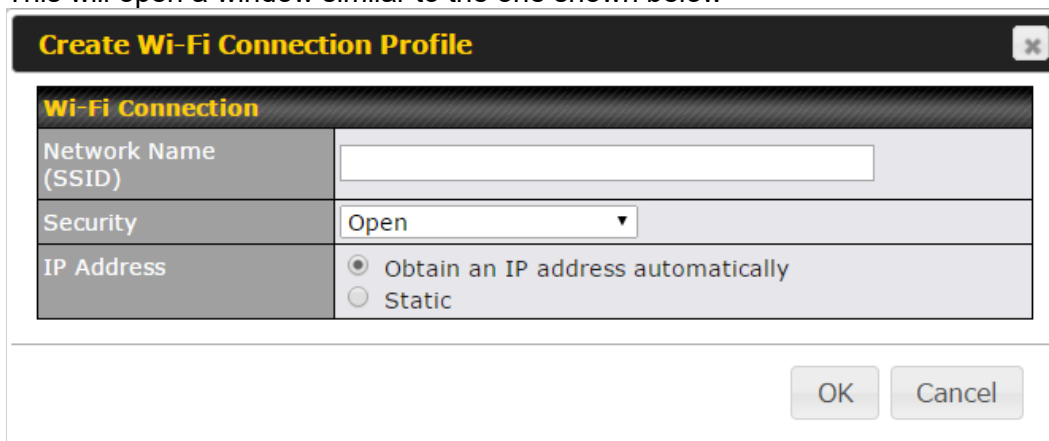 This will open a window similar to the one shown below
Create Wi-Fi Connection Profile
Wi-Fi Connection
Network Name
(SSID)
Security
Open
IP Address
Obtain an IP address automatically
Static
OK
Cancel